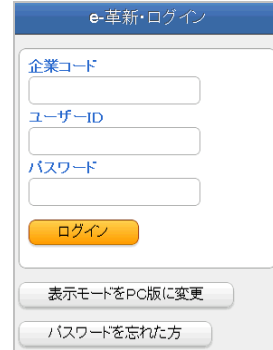 e-革新・ログイン
企業コード
ユーザーID
パスワード
ログイン
表示モードをPC版に変更
パスワードを忘れた方